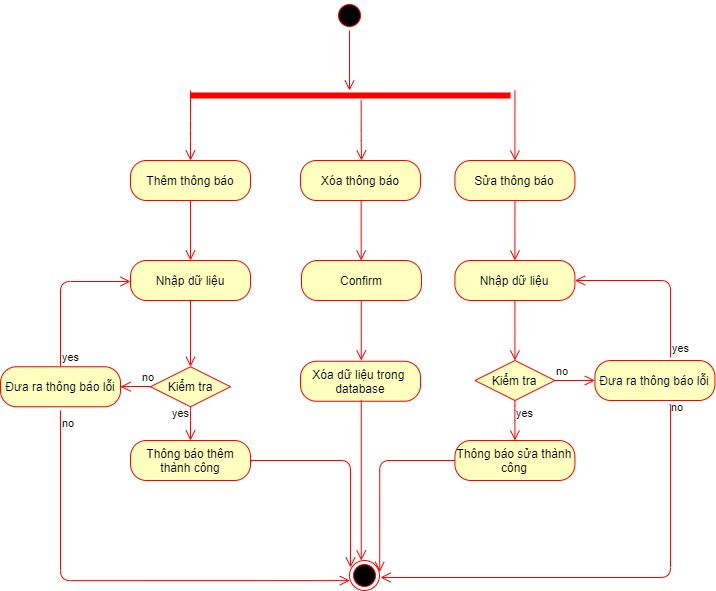 Thêm thông báo
Xóa thông báo
Sửa thông báo
Nhập dữ liệu
Confirm
Nhập dữ liệu
yes
yes
Đưa ra thông báo lỗi
no
Kiểm tra
Xóa dữ liệu trong
database
Kiểm tra
no
Đưa ra thông báo lỗi
yes
yes
no
no
Thông báo thêm
thành công
Thông báo sửa thành
công